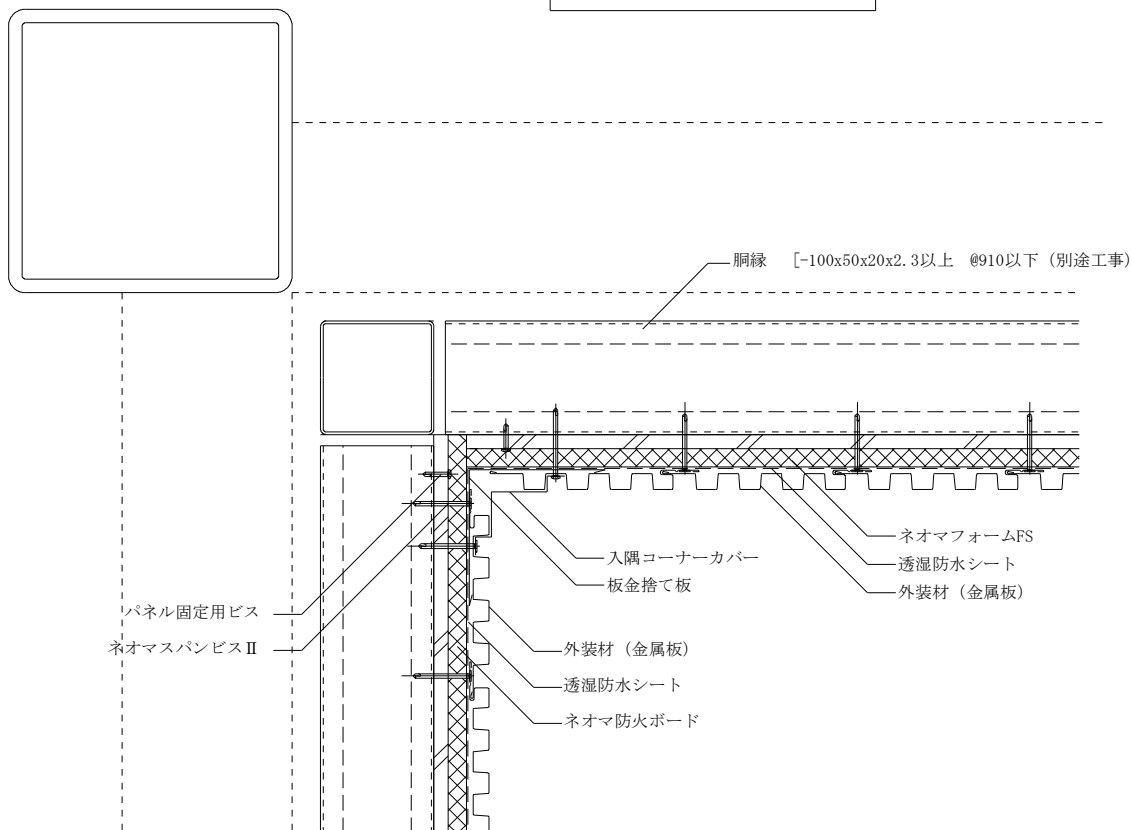 胴縁 [-100x50x20x2.3以上 @910以下（別途工事）
ネオマフォームFS
透湿防水シート
外装材（金属板）
入隅コーナーカバー
板金捨て板
パネル固定用ビス
ネオマスパンビスⅡ
外装材（金属板）
透湿防水シート
ネオマ防火ボード